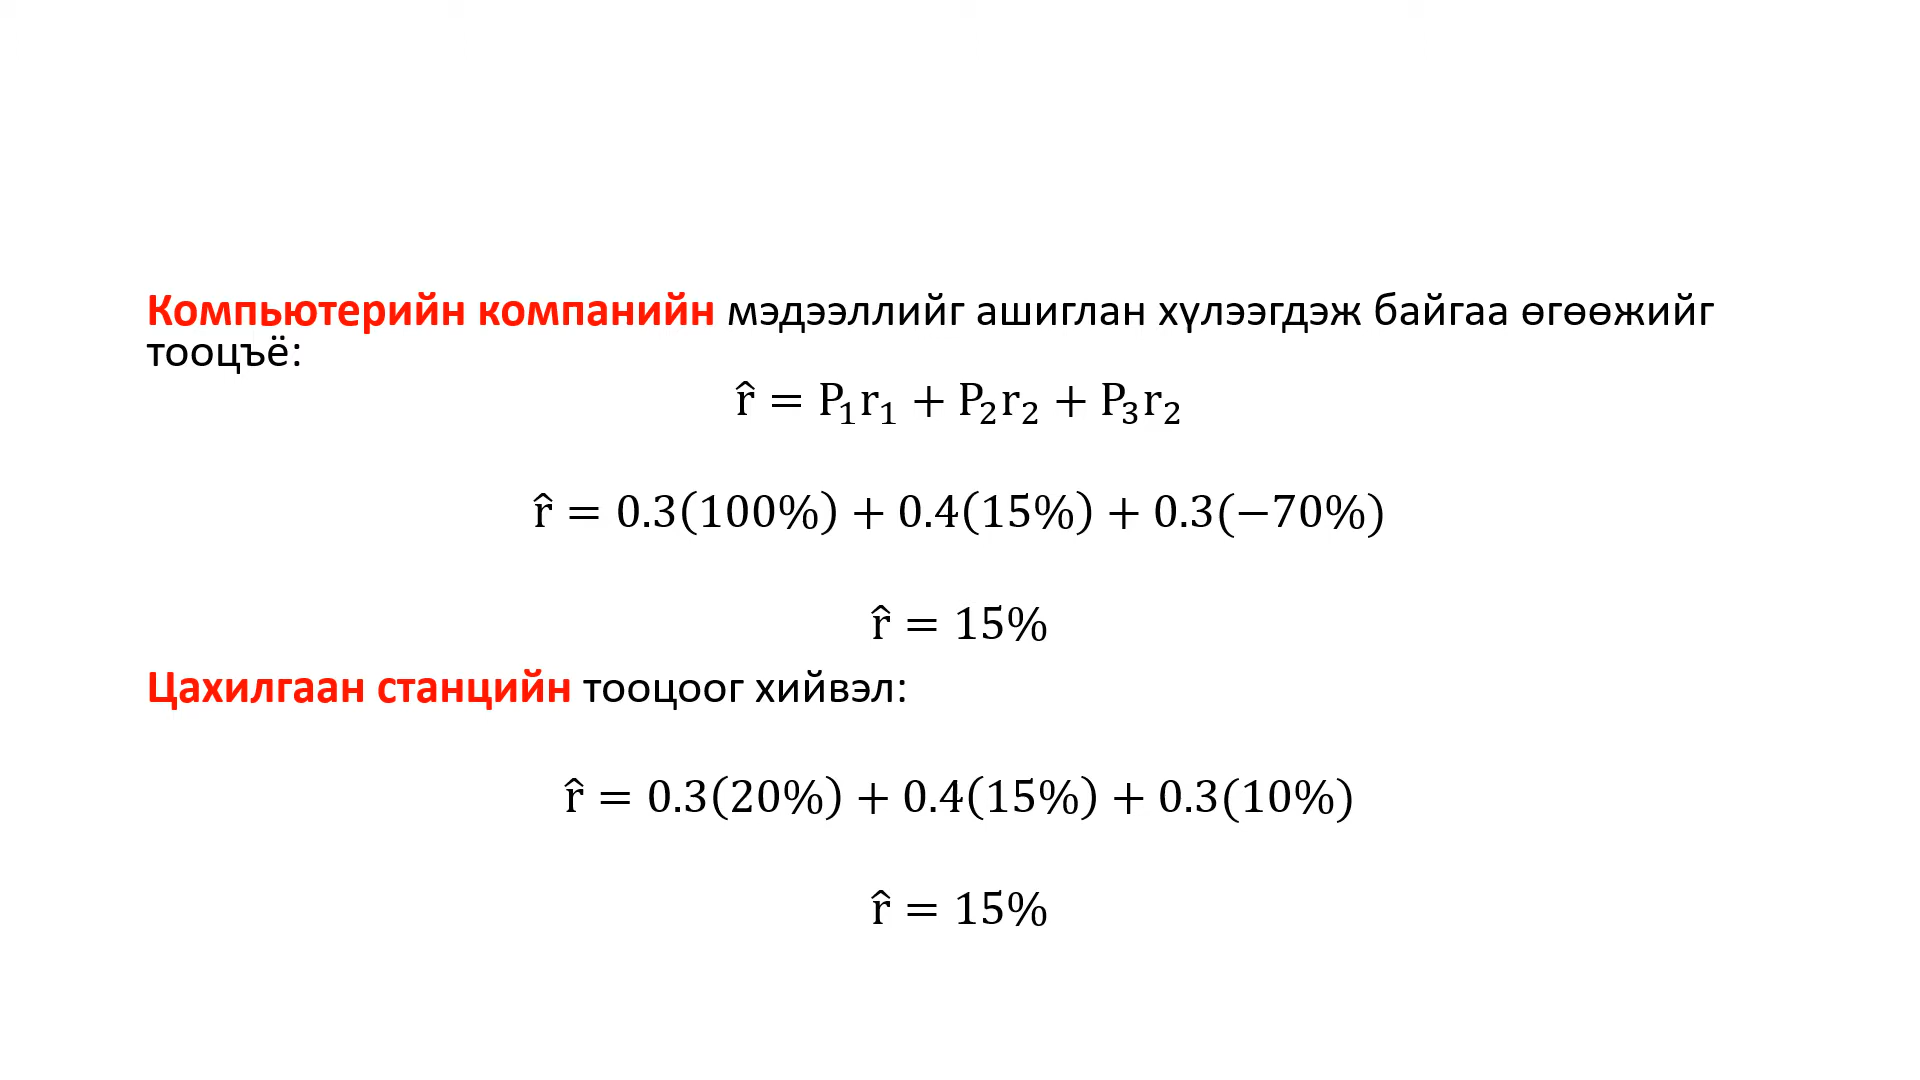 Компьютерийн компанийн мэдээллийг ашиглан хүлээгдэж байгаа өгөөжийг
тооцъё:
r̂ = P₁r₁ + P₂r₂ + P₃r₂
r̂ = 0.3(100%) + 0.4(15%) + 0.3(−70%)
r̂ = 15%
Цахилгаан станцийн тооцоог хийвэл:
r̂ = 0.3(20%) + 0.4(15%) + 0.3(10%)
r̂ = 15%